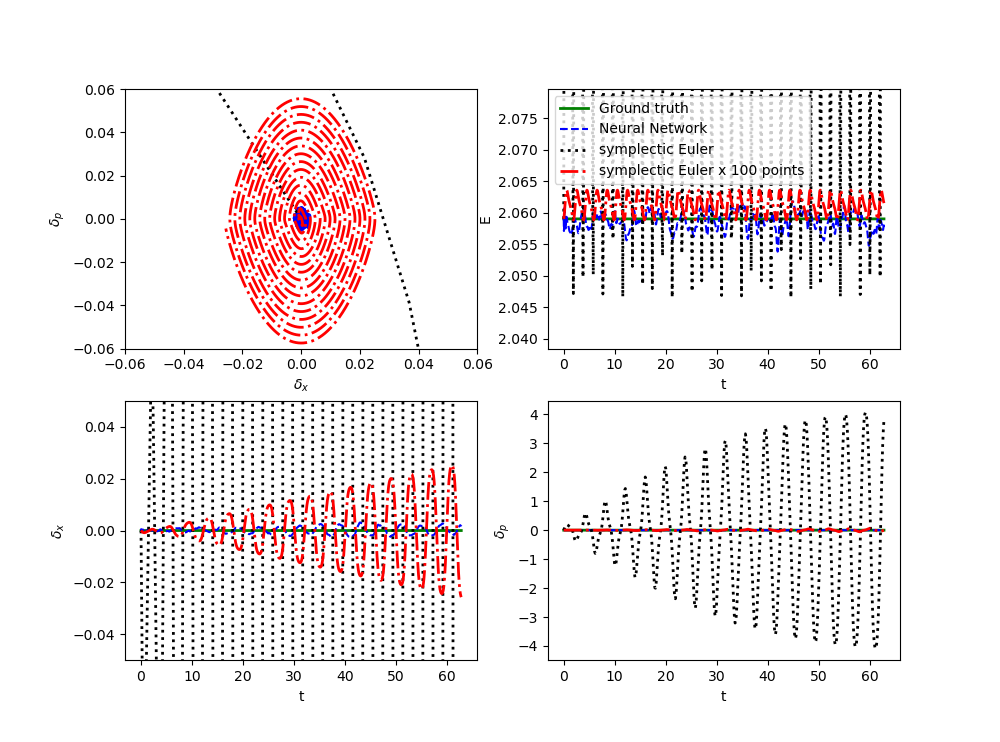 0.06
0.04
0.02
0.00
−0.02
−0.04
−0.06
δp
−0.06 −0.04 −0.02 0.00 0.02 0.04 0.06
δx
2.075
2.070
2.065
2.060
2.055
2.050
2.045
2.040
E
Ground truth
Neural Network
symplectic Euler
symplectic Euler x 100 points
0 10 20 30 40 50 60
t
0.04
0.02
0.00
−0.02
−0.04
δx
0 10 20 30 40 50 60
t
4
3
2
1
0
−1
−2
−3
−4
δp
0 10 20 30 40 50 60
t